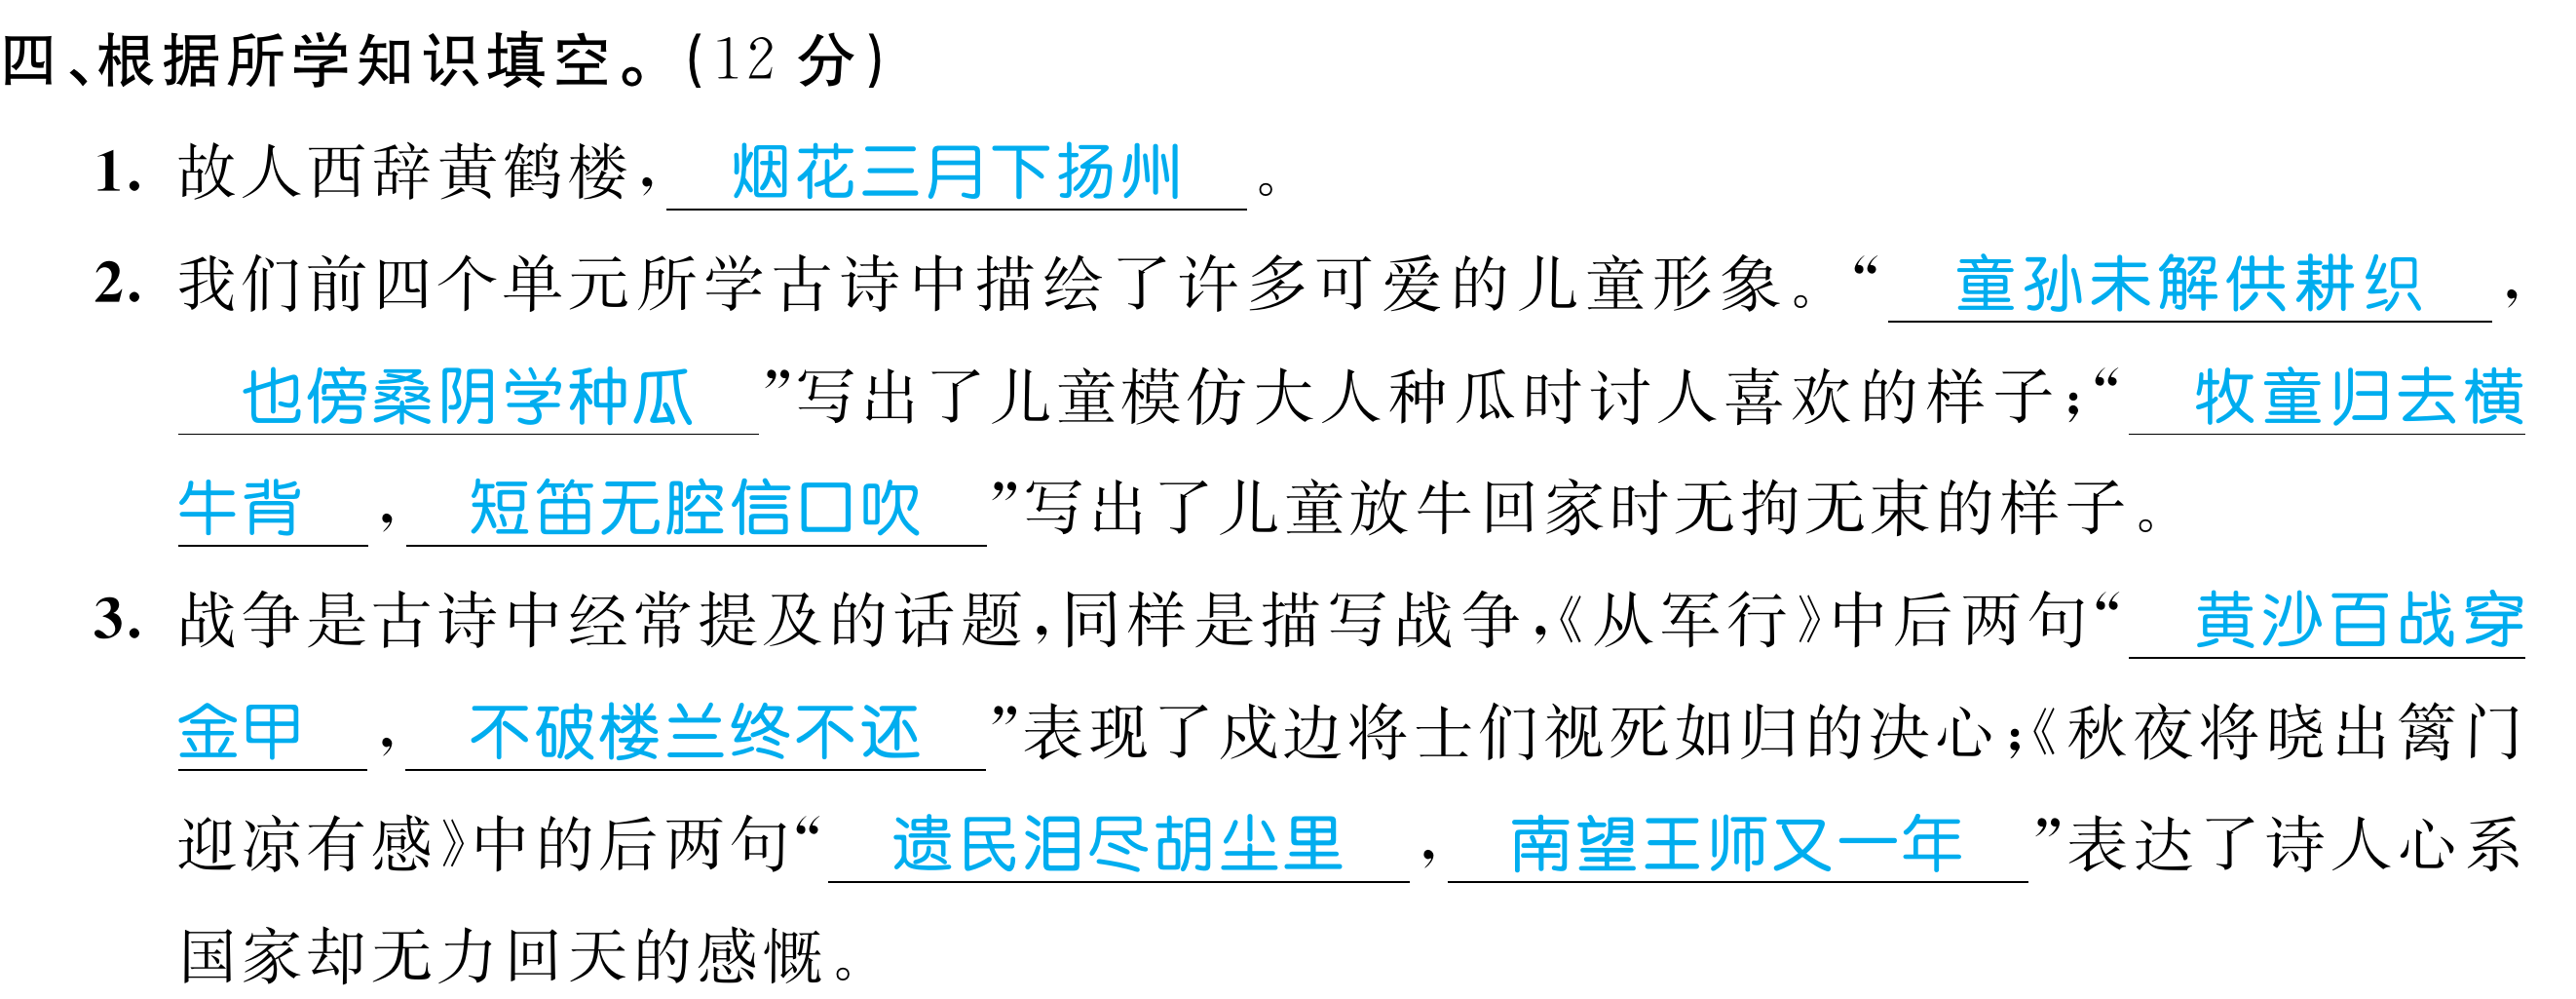 四、根据所学知识填空。(12 分)
1. 故人西辞黄鹤楼,烟花三月下扬州。
2. 我们前四个单元所学古诗中描绘了许多可爱的儿童形象。“童孙未解供耕织,
也傍桑阴学种瓜”写出了儿童模仿大人种瓜时讨人喜欢的样子;“牧童归去横
牛背,短笛无腔信口吹”写出了儿童放牛回家时无拘无束的样子。
3. 战争是古诗中经常提及的话题,同样是描写战争,《从军行》中后两句“黄沙百战穿
金甲,不破楼兰终不还”表现了戍边将士们视死如归的决心;《秋夜将晓出篱门
迎凉有感》中的后两句“遗民泪尽胡尘里,南望王师又一年”表达了诗人心系
国家却无力回天的感慨。